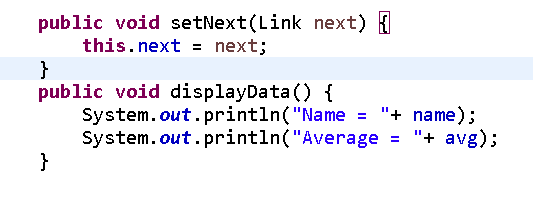 public void setNext(Link next) {
    this.next = next;
}
public void displayData() {
    System.out.println("Name = "+ name);
    System.out.println("Average = "+ avg);
}